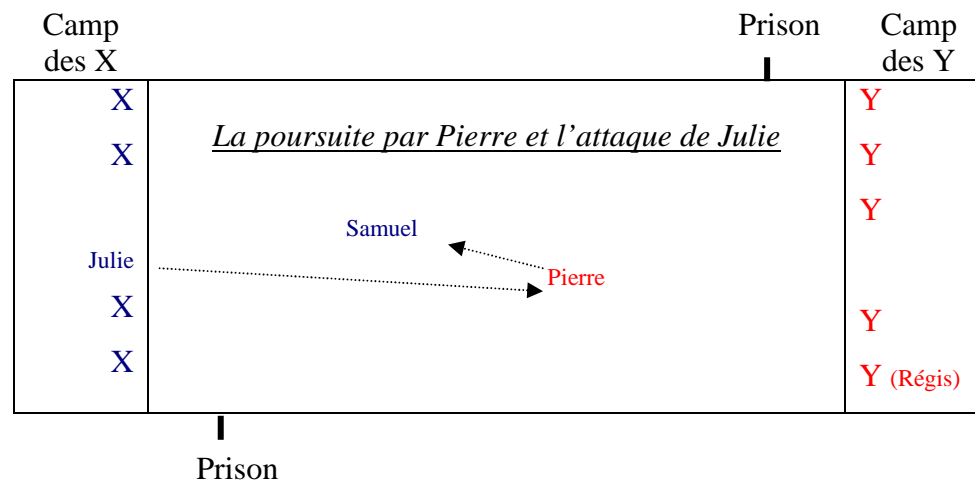 Camp
des X
Prison
Camp
des Y
X
Y
La poursuite par Pierre et l’attaque de Julie
X
Y
Y
Samuel
Julie
Pierre
X
Y
X
Y (Régis)
Prison